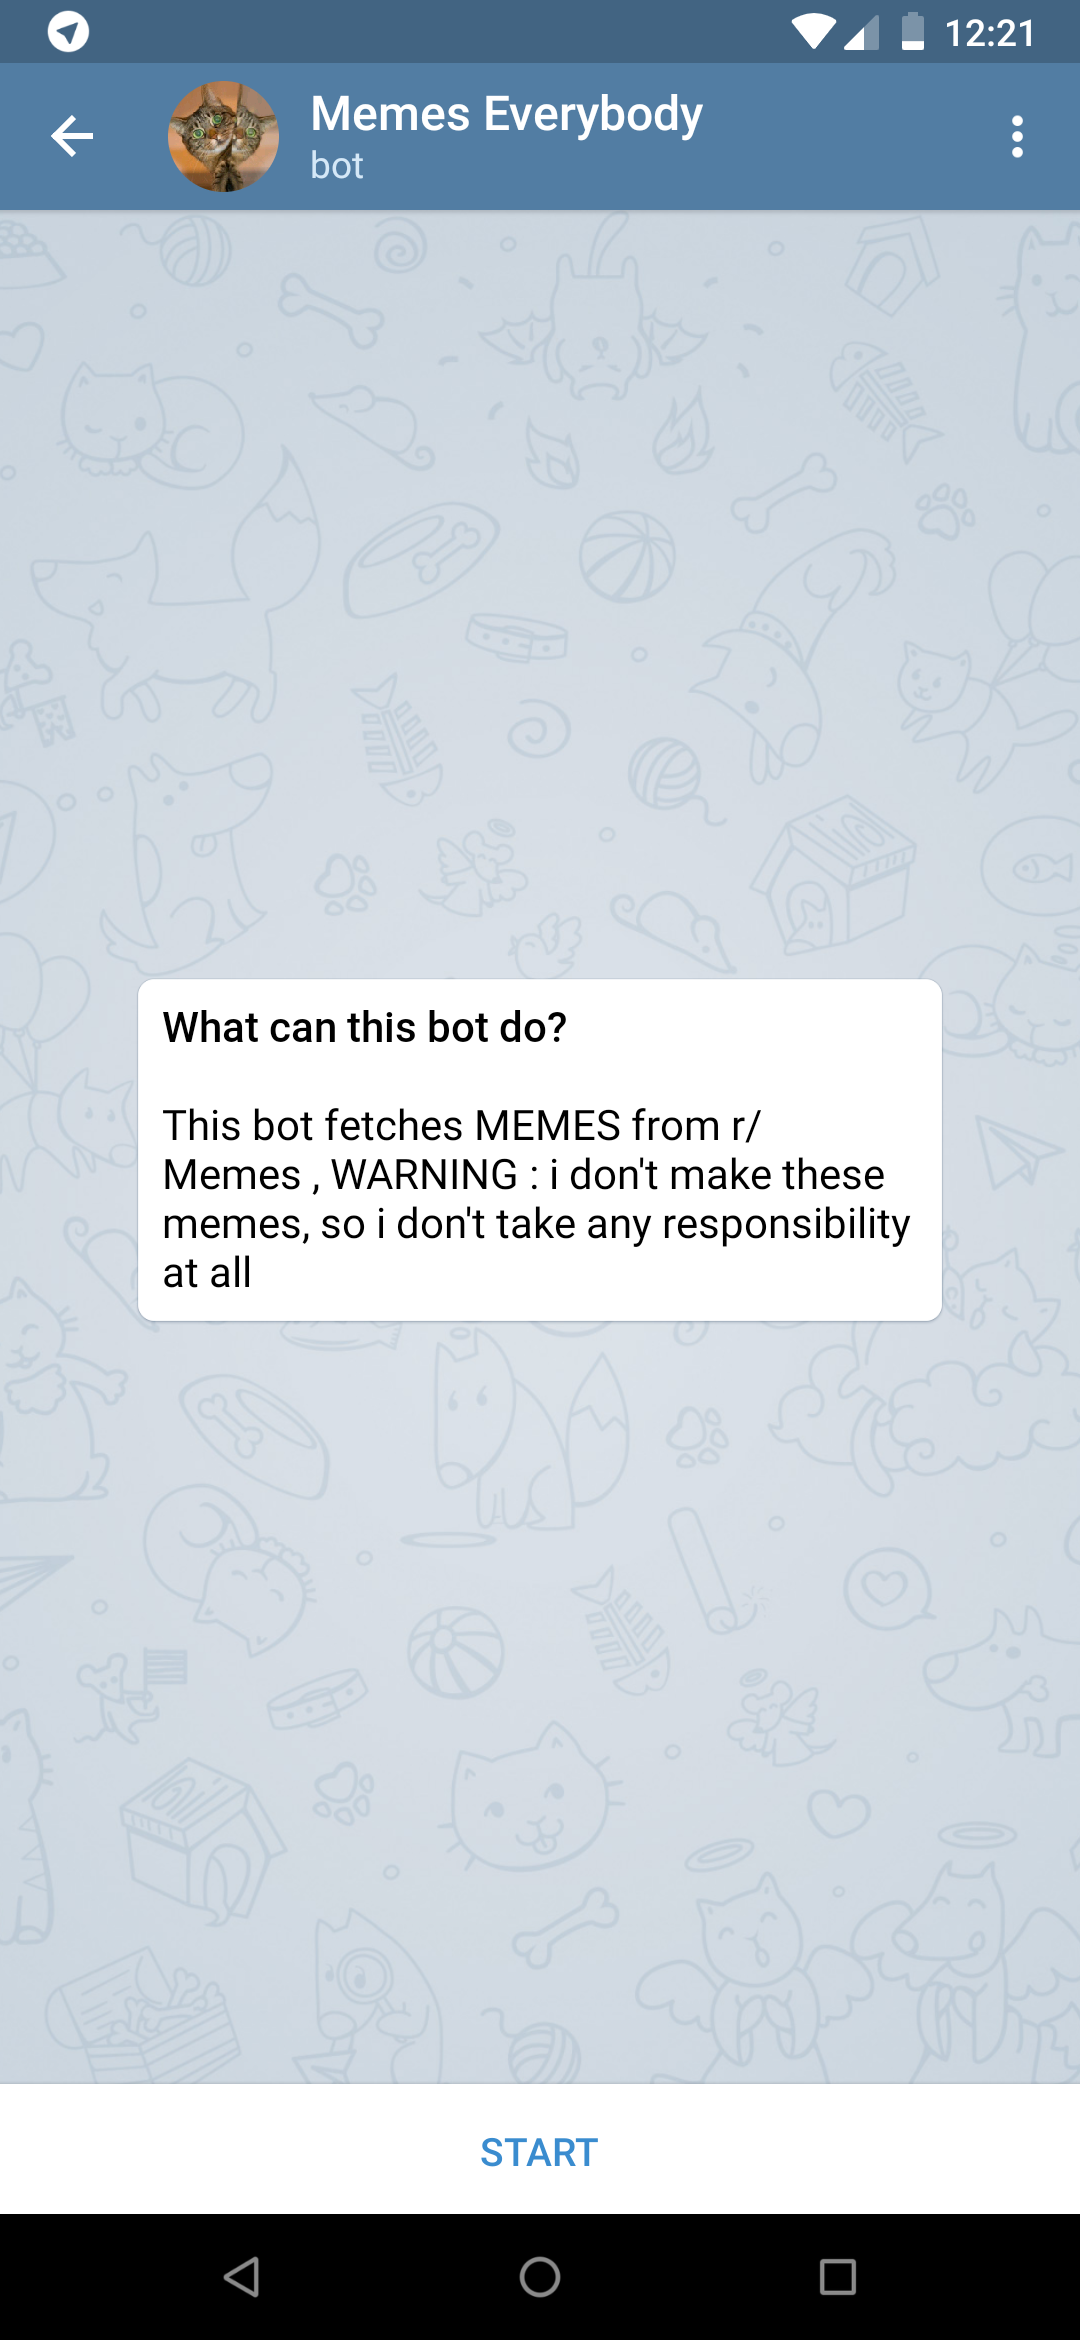 12:21
Memes Everybody
bot
What can this bot do?
This bot fetches MEMES from r/
Memes , WARNING : i don't make these
memes, so i don't take any responsibility
at all
START